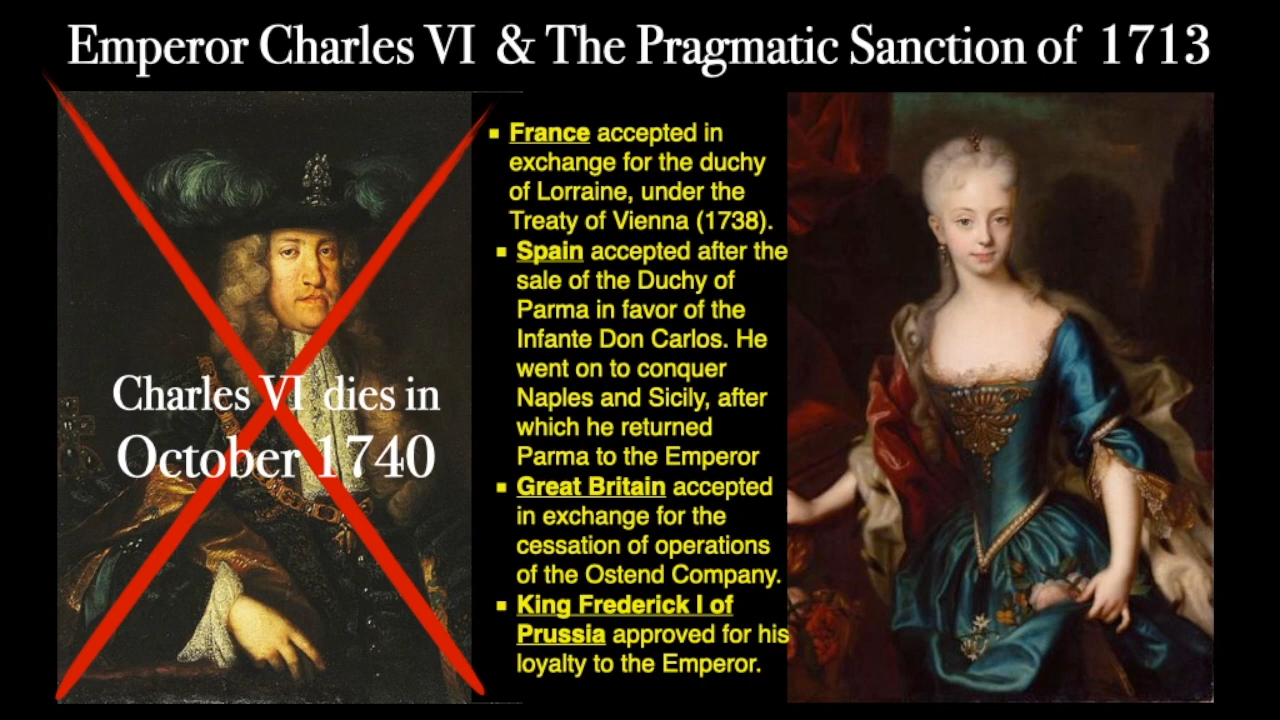 Emperor Charles VI & The Pragmatic Sanction of 1713
Charles VI dies in
October 1740
▪ France accepted in
exchange for the duchy
of Lorraine, under the
Treaty of Vienna (1738).
▪ Spain accepted after the
sale of the Duchy of
Parma in favor of the
Infante Don Carlos. He
went on to conquer
Naples and Sicily, after
which he returned
Parma to the Emperor
▪ Great Britain accepted
in exchange for the
cessation of operations
of the Ostend Company.
▪ King Frederick I of
Prussia approved for his
loyalty to the Emperor.